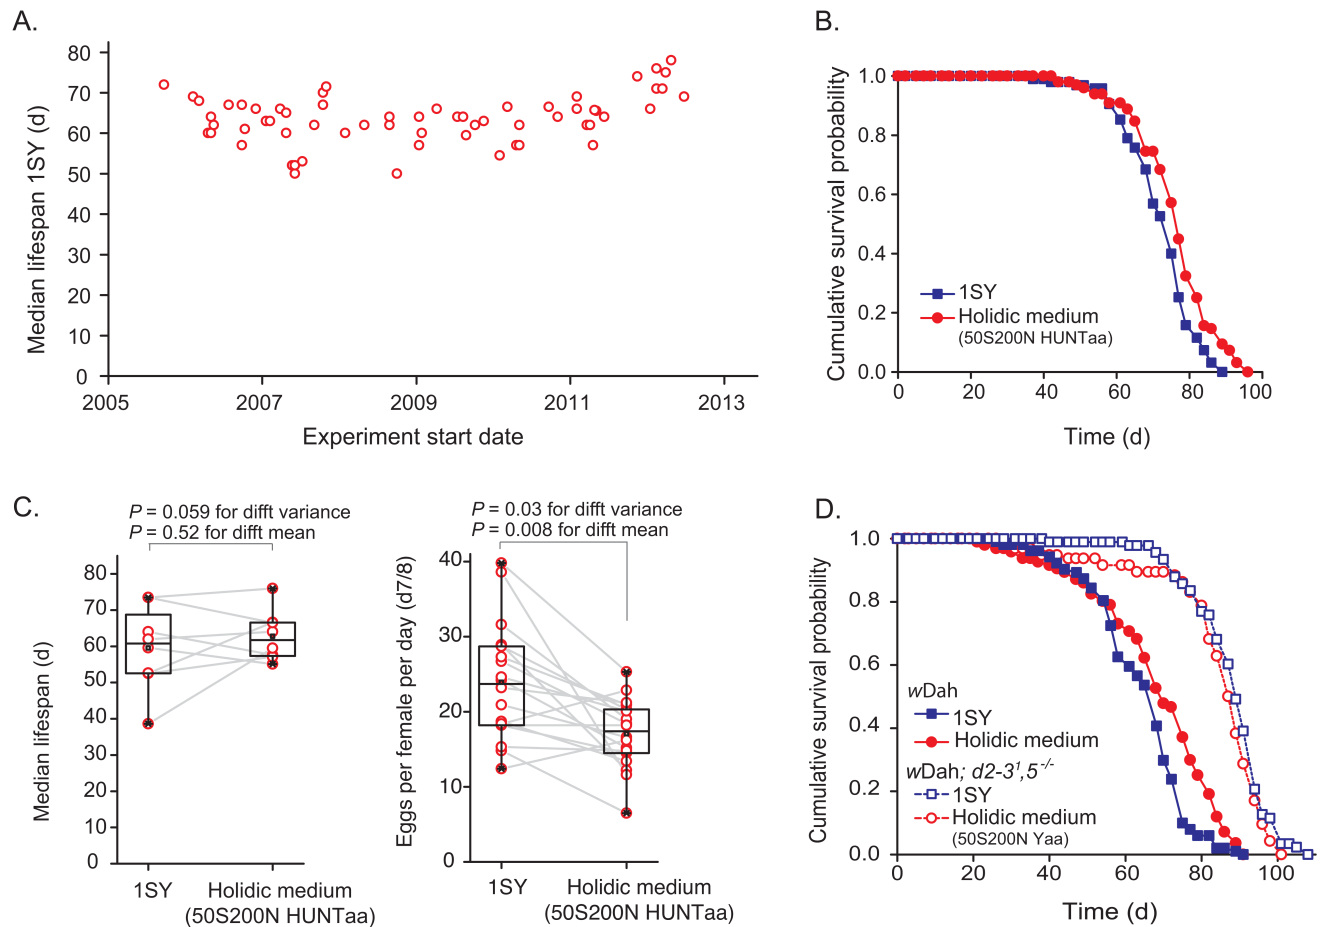 A.
Median lifespan 1SY (d)
80
70
60
50
40
30
20
10
0
2005 2007 2009 2011 2013
Experiment start date
B.
Cumulative survival probability
1.0
0.8
0.6
0.4
0.2
0.0
1SY
Holidic medium
(50S200N HUNTaa)
0 20 40 60 80 100
Time (d)
C.
P = 0.059 for difft variance
P = 0.52 for difft mean
Median lifespan (d)
80
70
60
50
40
30
20
10
0
1SY
Holidic medium
(50S200N HUNTaa)
P = 0.03 for difft variance
P = 0.008 for difft mean
Eggs per female per day (d7/8)
40
30
20
10
0
1SY
Holidic medium
(50S200N HUNTaa)
D.
Cumulative survival probability
1.0
0.8
0.6
0.4
0.2
0.0
wDah
1SY
Holidic medium
wDah; d2-3¹,5⁻/⁻
1SY
Holidic medium
(50S200N Yaa)
0 20 40 60 80 100
Time (d)